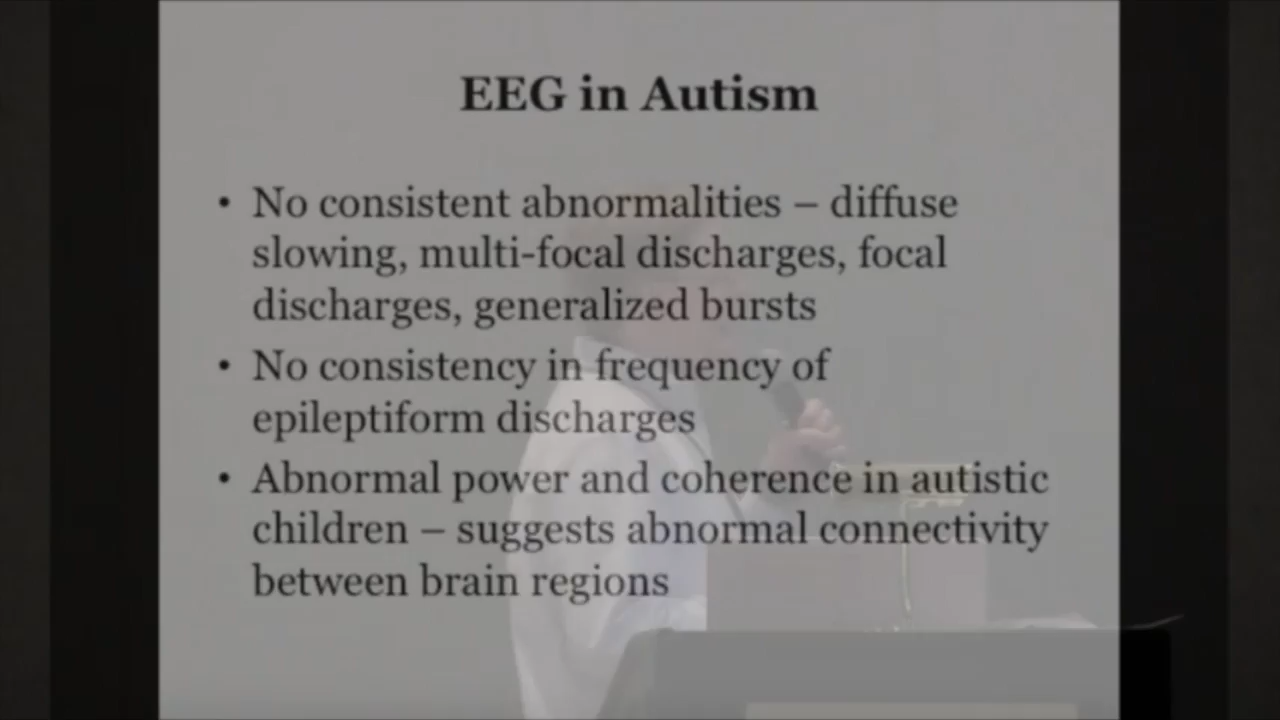 EEG in Autism
• No consistent abnormalities – diffuse
slowing, multi-focal discharges, focal
discharges, generalized bursts
• No consistency in frequency of
epileptiform discharges
• Abnormal power and coherence in autistic
children – suggests abnormal connectivity
between brain regions